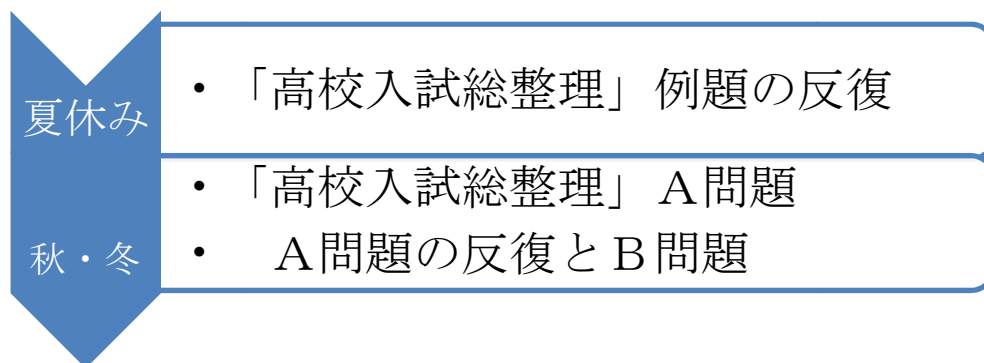 夏休み
・「高校入試総整理」例題の反復
秋・冬
・「高校入試総整理」Ａ問題
・　Ａ問題の反復とＢ問題